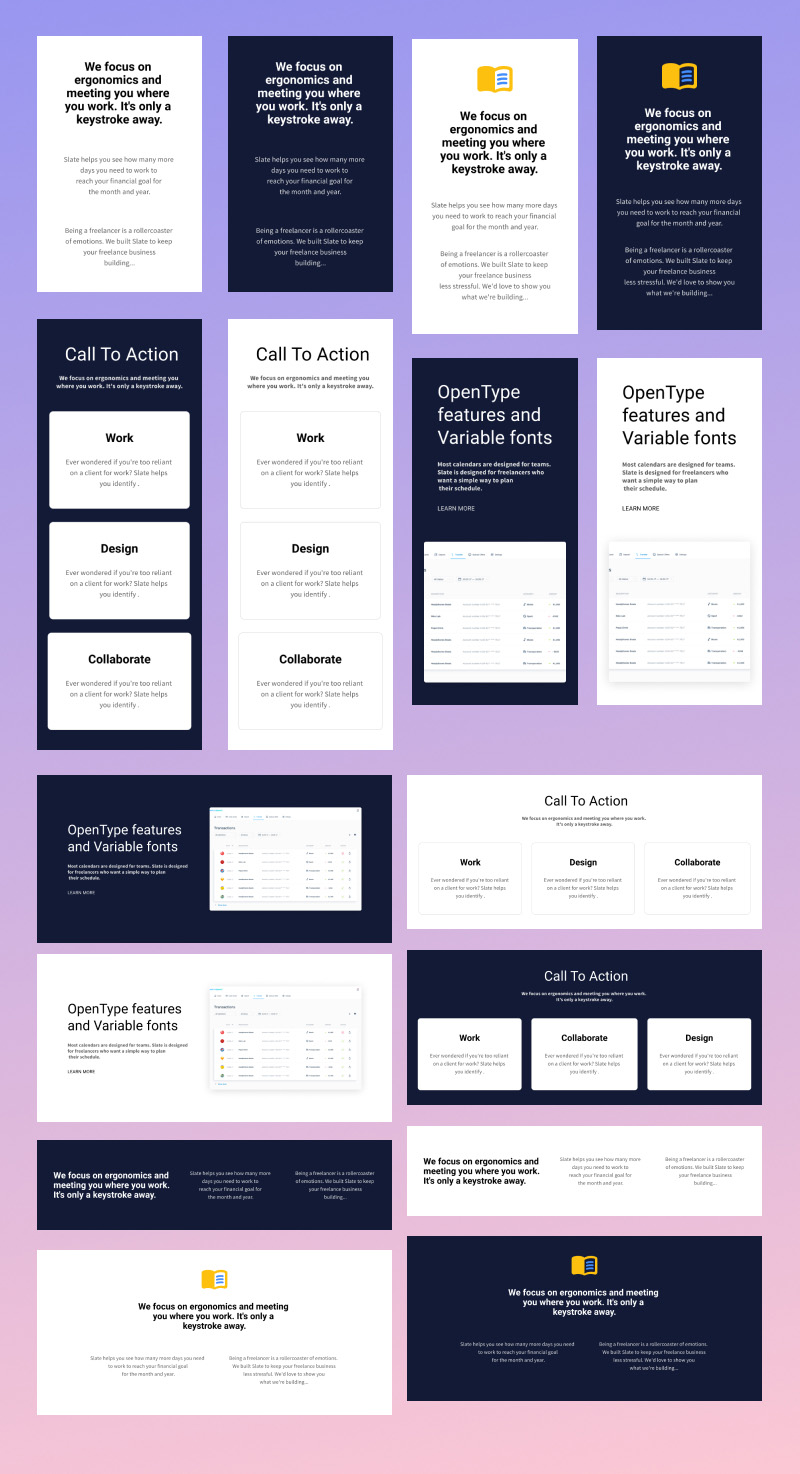 We focus on
ergonomics and
meeting you where
you work. It's only a
keystroke away.
Slate helps you see how many more
days you need to work to
reach your financial goal for
the month and year.
Being a freelancer is a rollercoaster
of emotions. We built Slate to keep
your freelance business
building...
We focus on
ergonomics and
meeting you where
you work. It's only a
keystroke away.
Slate helps you see how many more
days you need to work to
reach your financial goal for
the month and year.
Being a freelancer is a rollercoaster
of emotions. We built Slate to keep
your freelance business
building...
We focus on
ergonomics and
meeting you where
you work. It's only a
keystroke away.
Slate helps you see how many more days
you need to work to reach your financial
goal for the month and year.
Being a freelancer is a rollercoaster
of emotions. We built Slate to keep
your freelance business
less stressful. We'd love to show you
what we're building...
We focus on
ergonomics and
meeting you where
you work. It's only a
keystroke away.
Slate helps you see how many more days
you need to work to reach your financial
goal for the month and year.
Being a freelancer is a rollercoaster
of emotions. We built Slate to keep
your freelance business
less stressful. We'd love to show you
what we're building...
Call To Action
We focus on ergonomics and meeting you
where you work. It's only a keystroke away.
Work
Ever wondered if you're too reliant
on a client for work? Slate helps
you identify .
Design
Ever wondered if you're too reliant
on a client for work? Slate helps
you identify .
Collaborate
Ever wondered if you're too reliant
on a client for work? Slate helps
you identify .
Call To Action
We focus on ergonomics and meeting you
where you work. It's only a keystroke away.
Work
Ever wondered if you're too reliant
on a client for work? Slate helps
you identify .
Design
Ever wondered if you're too reliant
on a client for work? Slate helps
you identify .
Collaborate
Ever wondered if you're too reliant
on a client for work? Slate helps
you identify .
OpenType
features and
Variable fonts
Most calendars are designed for teams.
Slate is designed for freelancers who
want a simple way to plan
their schedule.
LEARN MORE
OpenType
features and
Variable fonts
Most calendars are designed for teams.
Slate is designed for freelancers who
want a simple way to plan
their schedule.
LEARN MORE
OpenType features
and Variable fonts
Most calendars are designed for teams. Slate is designed
for freelancers who want a simple way to plan
their schedule.
LEARN MORE
Transactions
Call To Action
We focus on ergonomics and meeting you where you work.
It's only a keystroke away.
Work
Ever wondered if you're too reliant
on a client for work? Slate helps
you identify .
Design
Ever wondered if you're too reliant
on a client for work? Slate helps
you identify .
Collaborate
Ever wondered if you're too reliant
on a client for work? Slate helps
you identify .
OpenType features
and Variable fonts
Most calendars are designed for teams. Slate is designed
for freelancers who want a simple way to plan
their schedule.
LEARN MORE
Transactions
Call To Action
We focus on ergonomics and meeting you where you work.
It's only a keystroke away.
Work
Ever wondered if you're too reliant
on a client for work? Slate helps
you identify .
Collaborate
Ever wondered if you're too reliant
on a client for work? Slate helps
you identify .
Design
Ever wondered if you're too reliant
on a client for work? Slate helps
you identify .
We focus on ergonomics and
meeting you where you work.
It's only a keystroke away.
Slate helps you see how many more
days you need to work to
reach your financial goal for
the month and year.
Being a freelancer is a rollercoaster
of emotions. We built Slate to keep
your freelance business
building...
We focus on ergonomics and
meeting you where you work.
It's only a keystroke away.
Slate helps you see how many more
days you need to work to
reach your financial goal for
the month and year.
Being a freelancer is a rollercoaster
of emotions. We built Slate to keep
your freelance business
building...
We focus on ergonomics and meeting
you where you work. It's only a
keystroke away.
Slate helps you see how many more days you need
to work to reach your financial goal
for the month and year.
Being a freelancer is a rollercoaster of emotions.
We built Slate to keep your freelance business
less stressful. We'd love to show you
what we're building...
We focus on ergonomics and meeting
you where you work. It's only a
keystroke away.
Slate helps you see how many more days you need
to work to reach your financial goal
for the month and year.
Being a freelancer is a rollercoaster of emotions.
We built Slate to keep your freelance business
less stressful. We'd love to show you
what we're building...